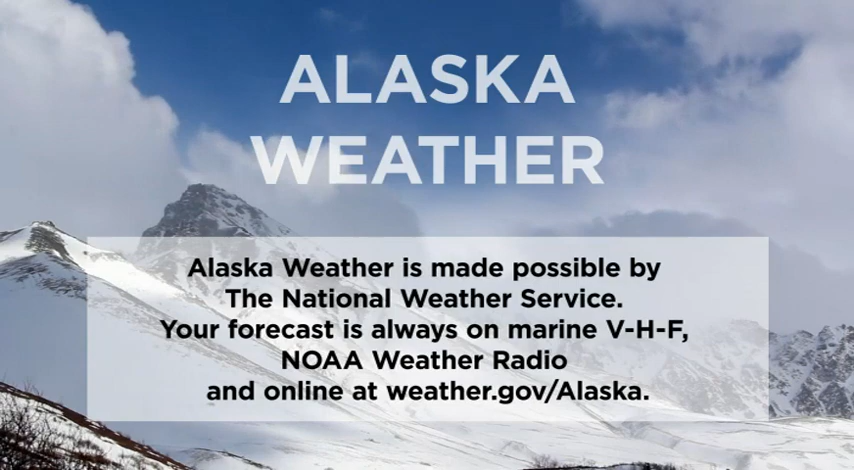 ALASKA
WEATHER
Alaska Weather is made possible by
The National Weather Service.
Your forecast is always on marine V-H-F,
NOAA Weather Radio
and online at weather.gov/Alaska.